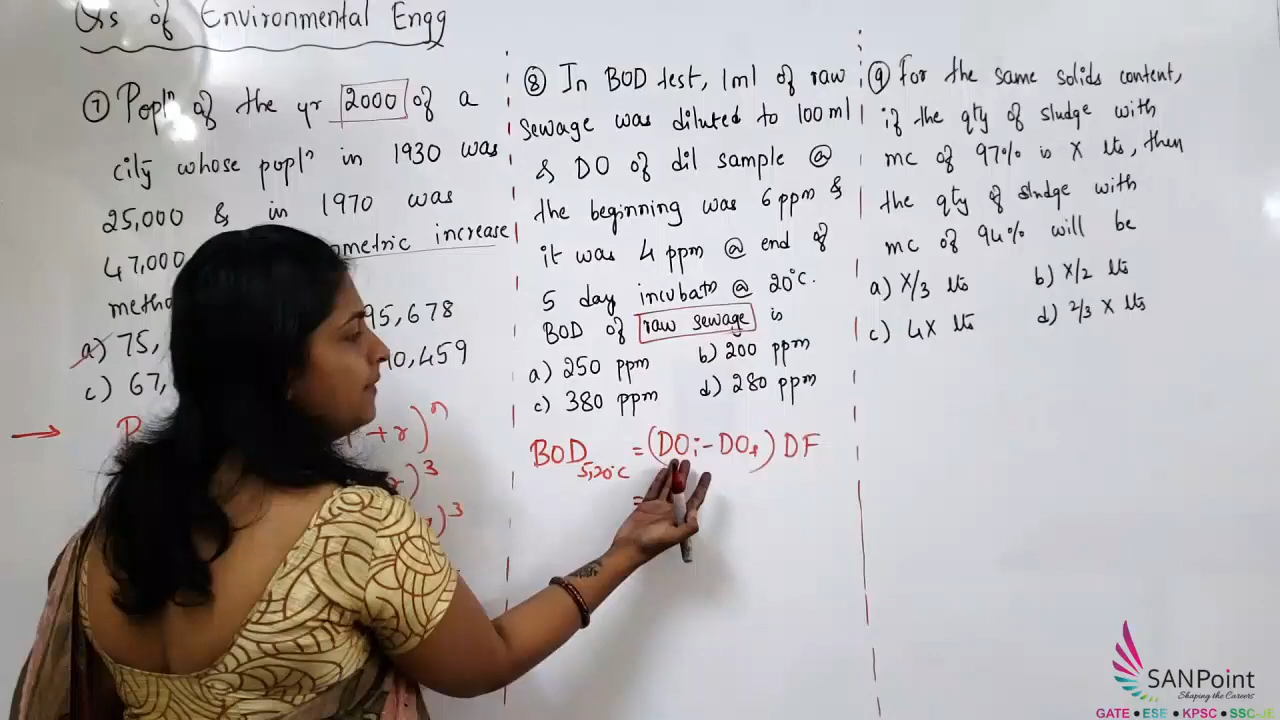 Qs of Environmental Engg
⑦ Popln of the yr 2000 of a
city whose popln in 1930 was
25,000 & in 1970 was
47,000 ometric increase
metho
a) 75, 95,678
c) 67, 0,459
P +r)^n
)^3
)^3
⑧ In BOD test, 1ml of raw
sewage was diluted to 100 ml
& DO of dil sample @
the beginning was 6 ppm &
it was 4 ppm @ end of
5 day incubatn @ 20°C.
BOD of raw sewage is
a) 250 ppm b) 200 ppm
c) 380 ppm d) 280 ppm
BOD5,20°C = (DOi - DOf) DF
=
⑨ For the same solids content,
if the qty of sludge with
mc of 97% is X lts, then
the qty of sludge with
mc of 94% will be
a) X/3 lts b) X/2 lts
c) 4X lts d) 2/3 X lts
SANPoint
Shaping the Careers
GATE • ESE • KPSC • SSC-JE